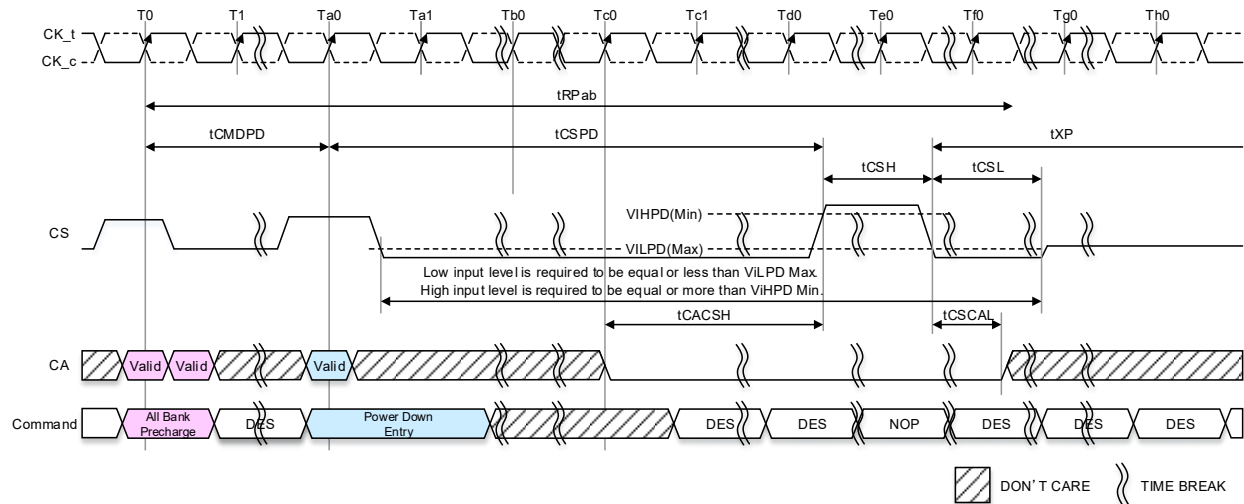 T0 T1 Ta0 Ta1 Tb0 Tc0 Tc1 Td0 Te0 Tf0 Tg0 Th0
CK_t
CK_c
tRPab
tCMDPD tCSPD tXP
tCSH tCSL
VIHPD(Min)
CS
VILPD(Max)
Low input level is required to be equal or less than ViLPD Max.
High input level is required to be equal or more than ViHPD Min.
tCACSH tCSCAL
CA Valid Valid Valid
Command All Bank Precharge DES Power Down Entry DES DES NOP DES DES DES
DON'T CARE TIME BREAK